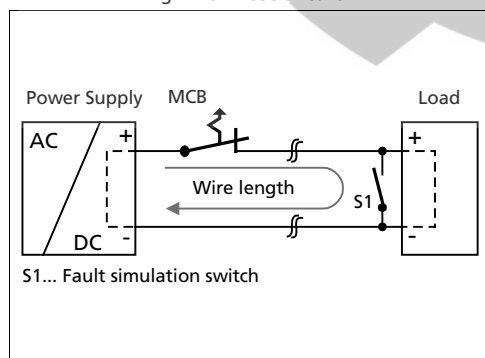 Power Supply MCB Load
AC + +
Wire length
S1
DC - -
S1... Fault simulation switch